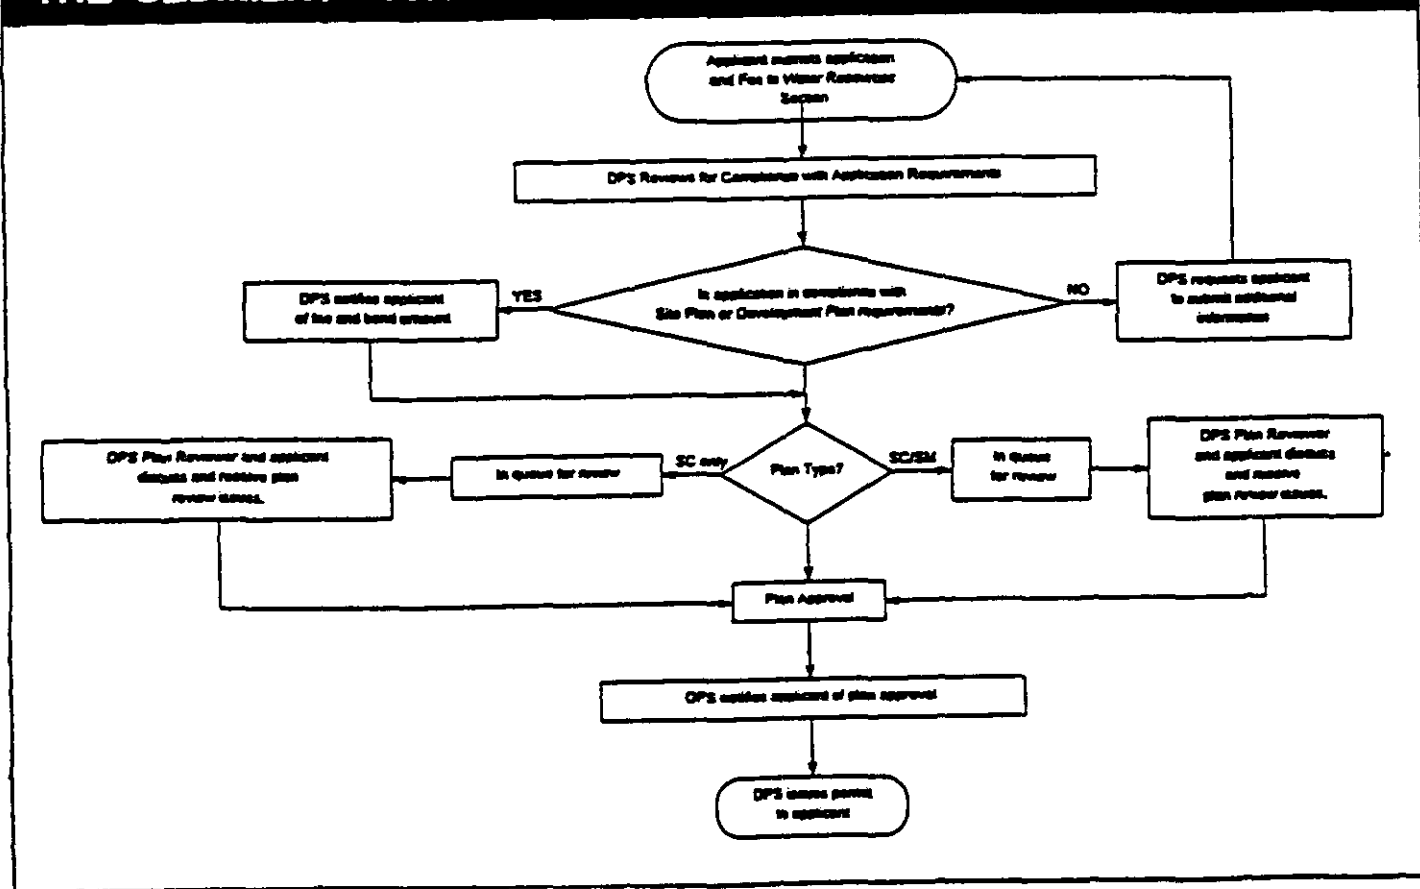 THE SEDIMENT
Applicant submits application
and Fee to Water Resources
Section
DPS Reviews for Compliance with Application Requirements
Is application in compliance with
Site Plan or Development Plan requirements?
YES
NO
DPS notifies applicant
of fee and bond amount
DPS requests applicant
to submit additional
information
Plan Type?
SC only
SC/SM
In queue for review
In queue
for review
DPS Plan Reviewer and applicant
discuss and resolve plan
review issues.
DPS Plan Reviewer
and applicant discuss
and resolve
plan review issues.
Plan Approval
DPS notifies applicant of plan approval
DPS issues permit
to applicant